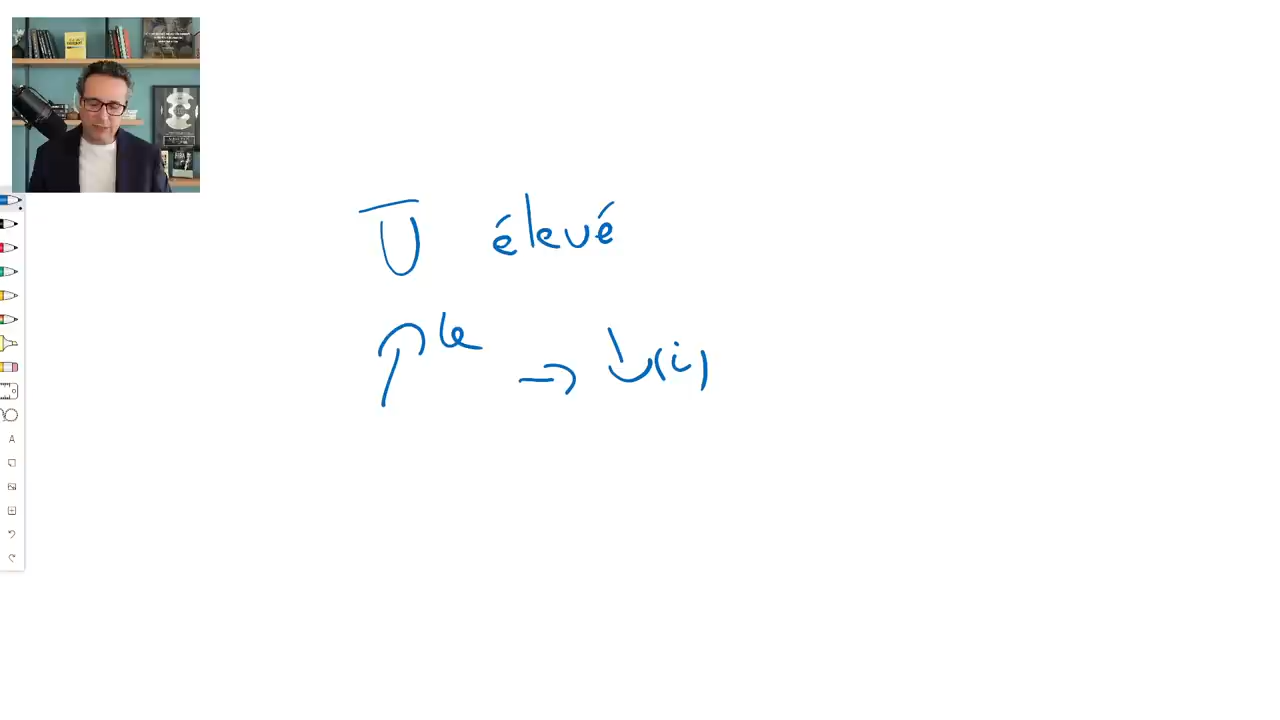 Ū élevé
↑k → ↓(i)
A